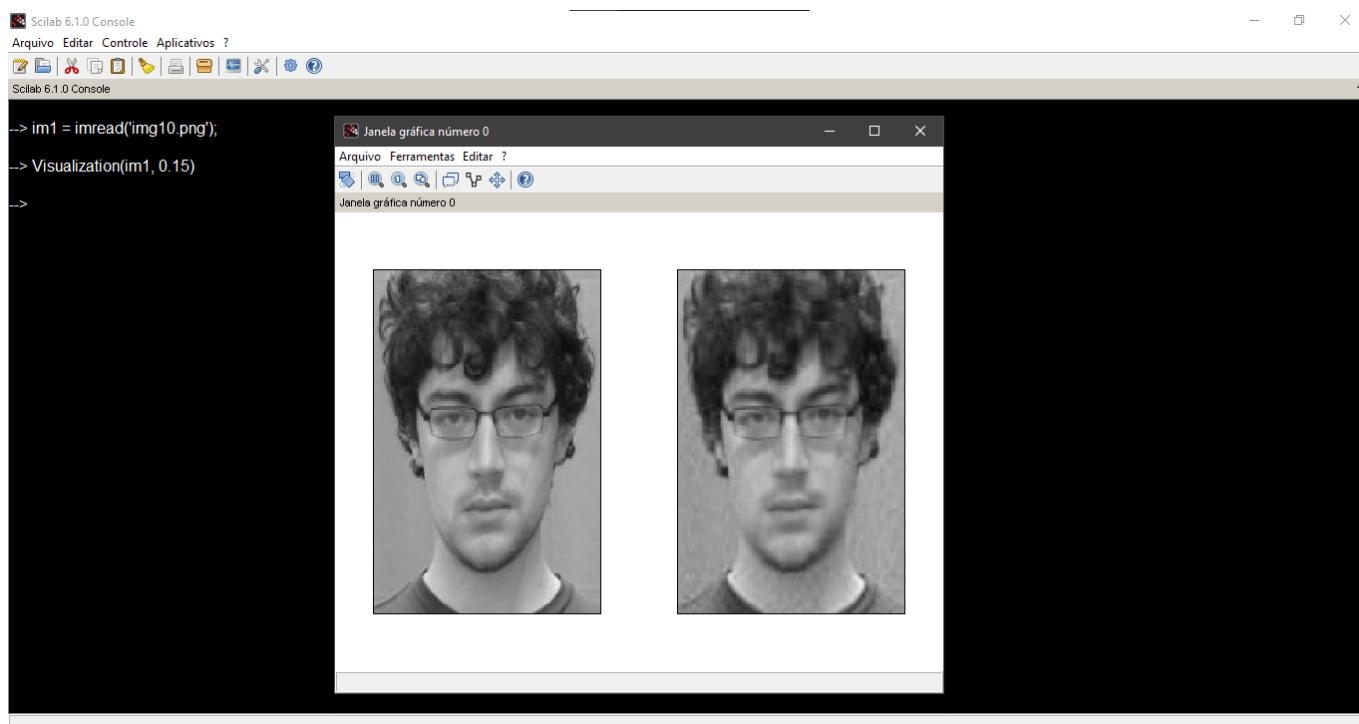 Scilab 6.1.0 Console
Arquivo Editar Controle Aplicativos ?
Scilab 6.1.0 Console
--> im1 = imread('img10.png');
--> Visualization(im1, 0.15)
-->
Janela gráfica número 0
Arquivo Ferramentas Editar ?
Janela gráfica número 0